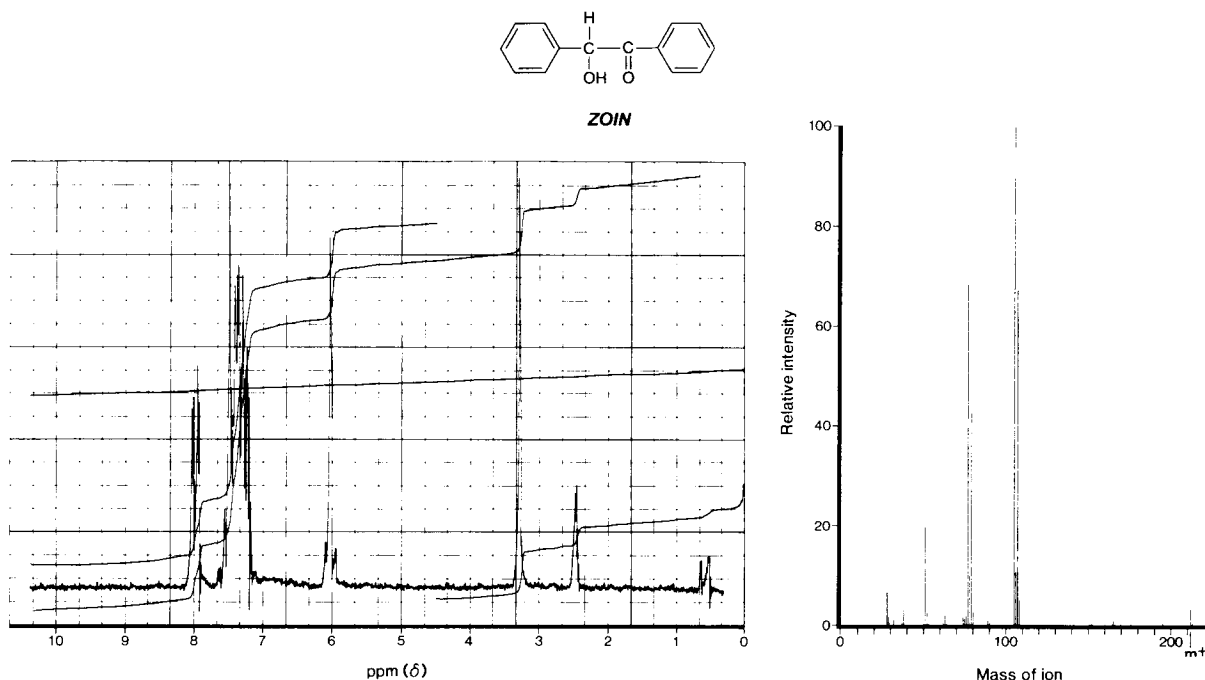 H
C C
OH O
ZOIN
10 9 8 7 6 5 4 3 2 1 0
ppm (δ)
100
80
60
40
20
0
Relative intensity
0 100 200
m+
Mass of ion